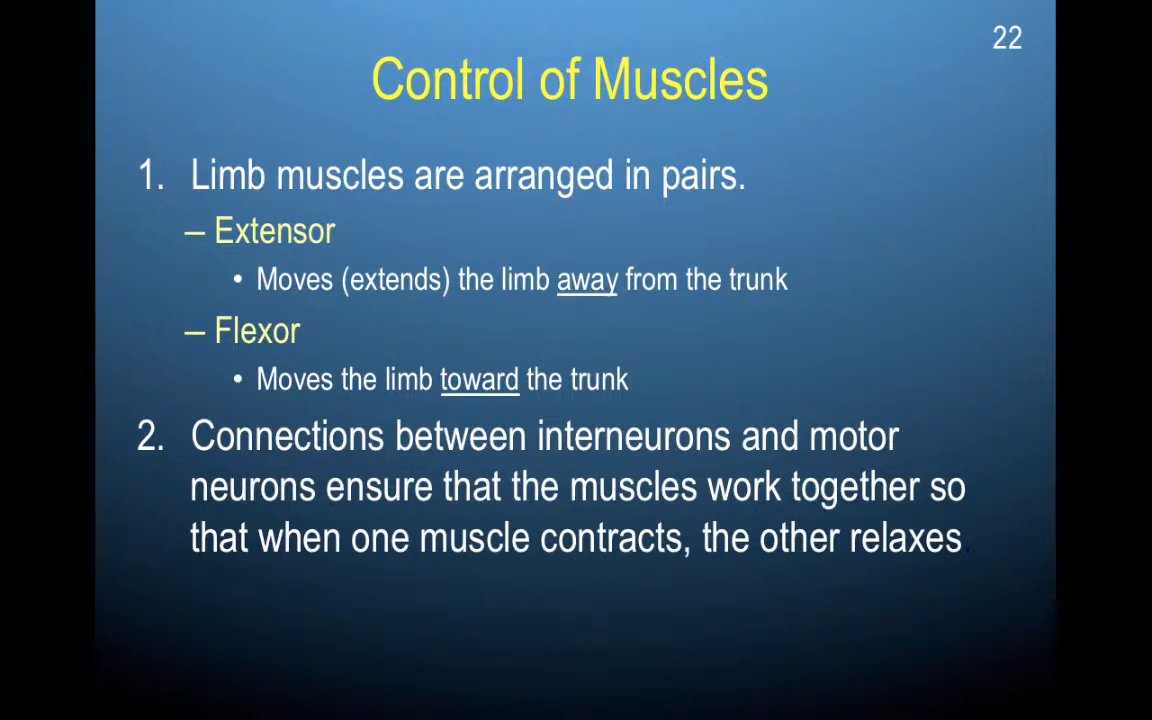 22
Control of Muscles
1. Limb muscles are arranged in pairs.
– Extensor
• Moves (extends) the limb away from the trunk
– Flexor
• Moves the limb toward the trunk
2. Connections between interneurons and motor
neurons ensure that the muscles work together so
that when one muscle contracts, the other relaxes.